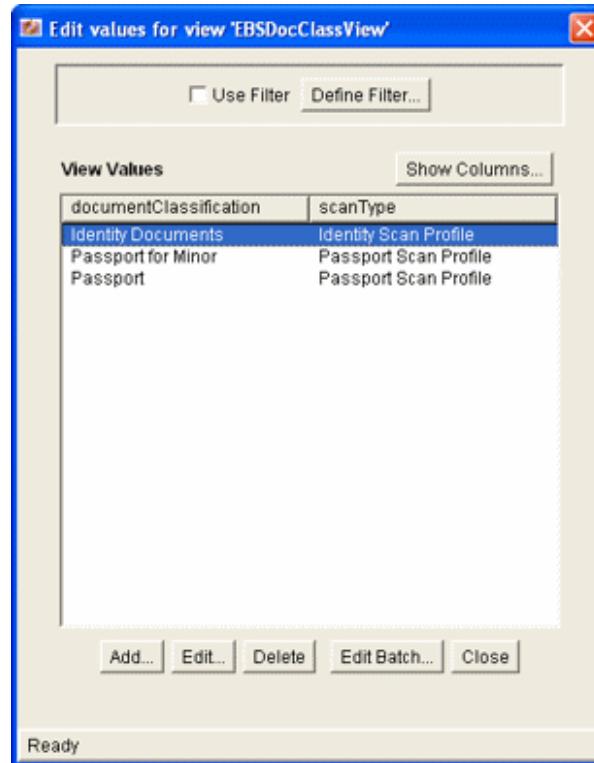 Edit values for view 'EBSDocClassView'
Use Filter Define Filter...
View Values Show Columns...
documentClassification scanType
Identity Documents Identity Scan Profile
Passport for Minor Passport Scan Profile
Passport Passport Scan Profile
Add... Edit... Delete Edit Batch... Close
Ready